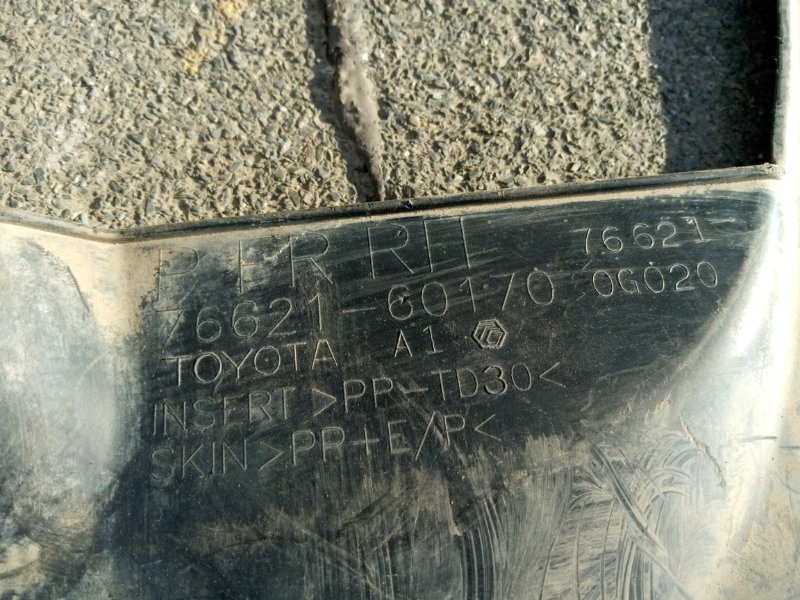 P FR RH 76621-
76621-60170 0G020
TOYOTA A1
INSERT >PP-TD30<
SKIN >PP+E/P<